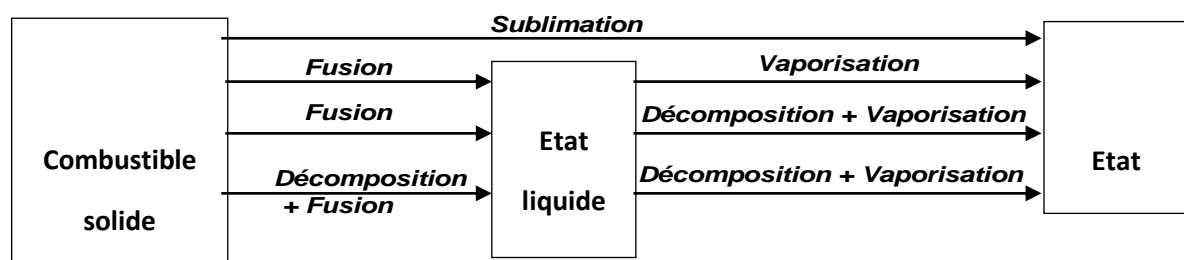 Sublimation
Fusion
Vaporisation
Fusion
Décomposition + Vaporisation
Combustible
solide
Etat
liquide
Etat
Décomposition
+ Fusion
Décomposition + Vaporisation